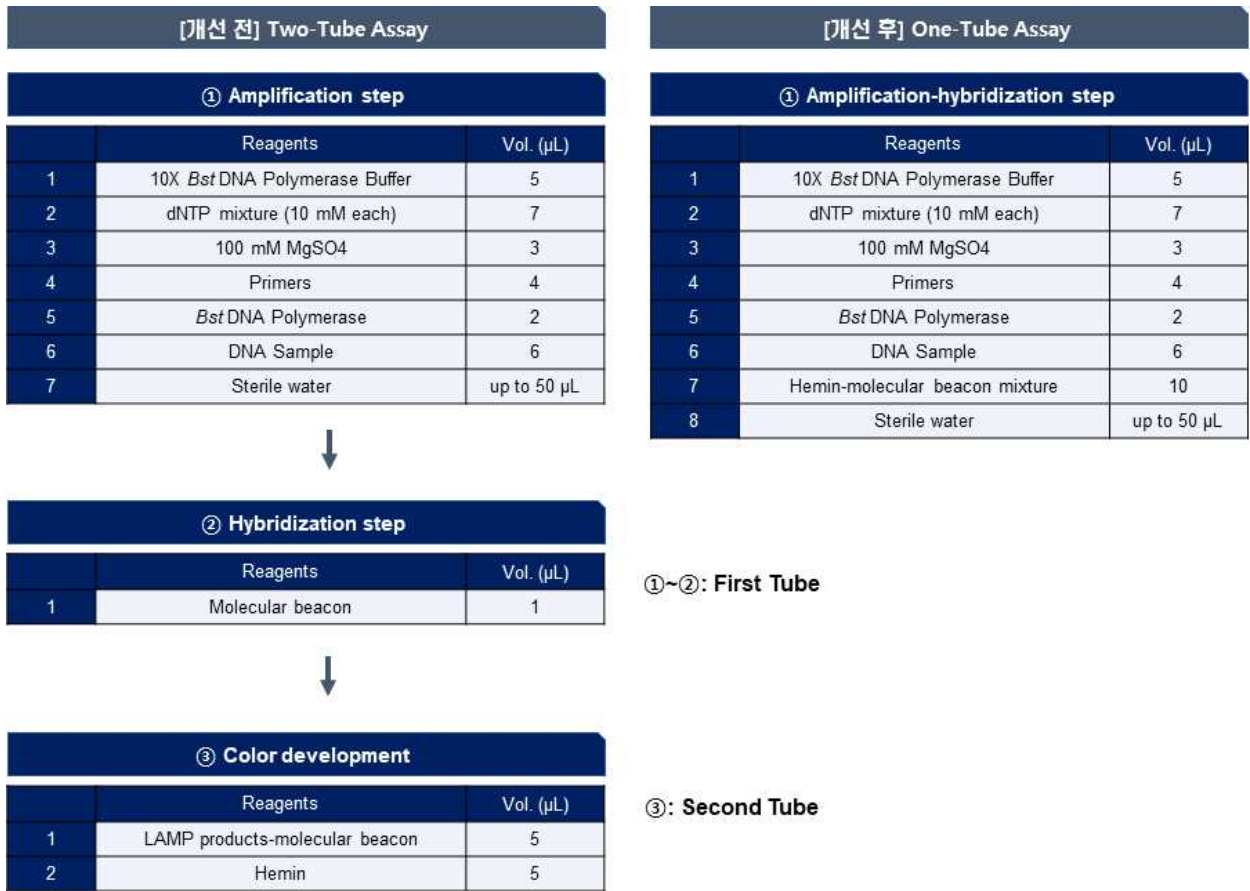 [개선 전] Two-Tube Assay
① Amplification step
Reagents Vol. (µL)
1 10X Bst DNA Polymerase Buffer 5
2 dNTP mixture (10 mM each) 7
3 100 mM MgSO4 3
4 Primers 4
5 Bst DNA Polymerase 2
6 DNA Sample 6
7 Sterile water up to 50 µL
② Hybridization step
Reagents Vol. (µL)
1 Molecular beacon 1
③ Color development
Reagents Vol. (µL)
1 LAMP products-molecular beacon 5
2 Hemin 5
[개선 후] One-Tube Assay
① Amplification-hybridization step
Reagents Vol. (µL)
1 10X Bst DNA Polymerase Buffer 5
2 dNTP mixture (10 mM each) 7
3 100 mM MgSO4 3
4 Primers 4
5 Bst DNA Polymerase 2
6 DNA Sample 6
7 Hemin-molecular beacon mixture 10
8 Sterile water up to 50 µL
①~②: First Tube
③: Second Tube